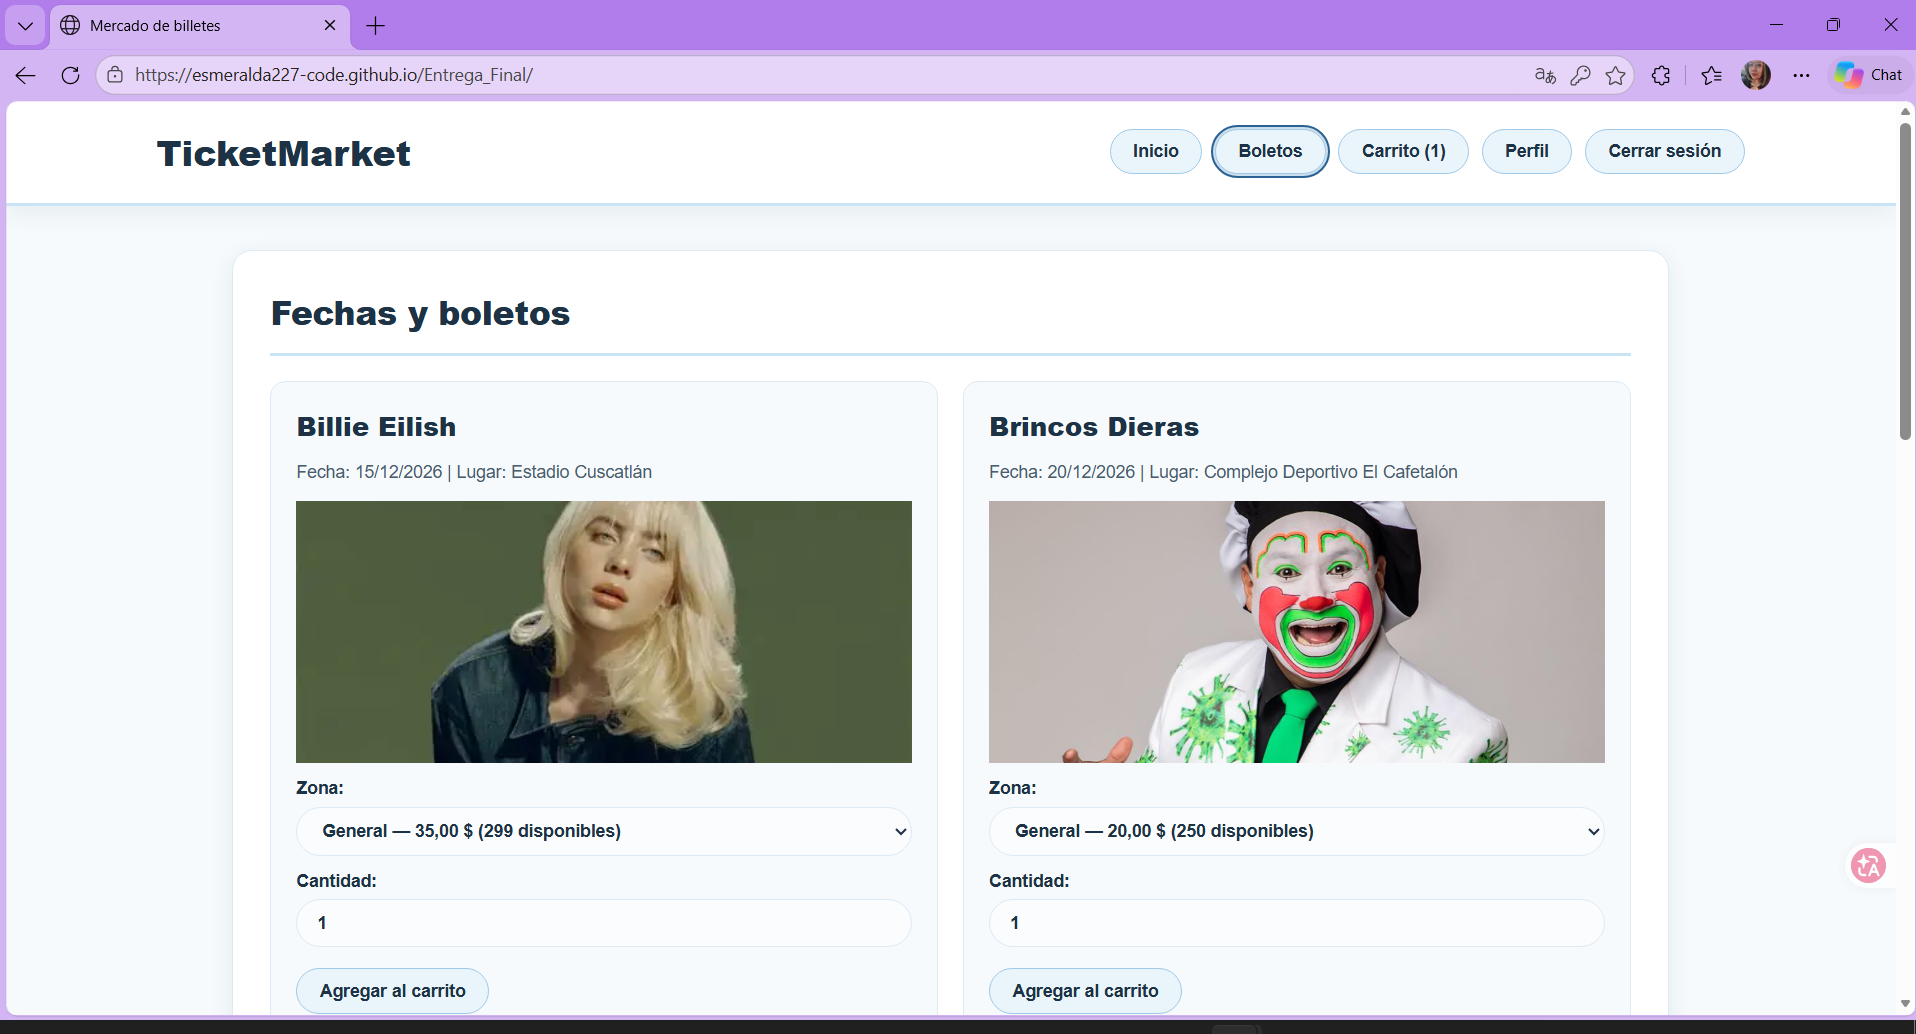 Mercado de billetes
https://esmeralda227-code.github.io/Entrega_Final/
Chat
TicketMarket
Inicio
Boletos
Carrito (1)
Perfil
Cerrar sesión
Fechas y boletos
Billie Eilish
Fecha: 15/12/2026 | Lugar: Estadio Cuscatlán
Zona:
General — 35,00 $ (299 disponibles)
Cantidad:
1
Agregar al carrito
Brincos Dieras
Fecha: 20/12/2026 | Lugar: Complejo Deportivo El Cafetalón
Zona:
General — 20,00 $ (250 disponibles)
Cantidad:
1
Agregar al carrito